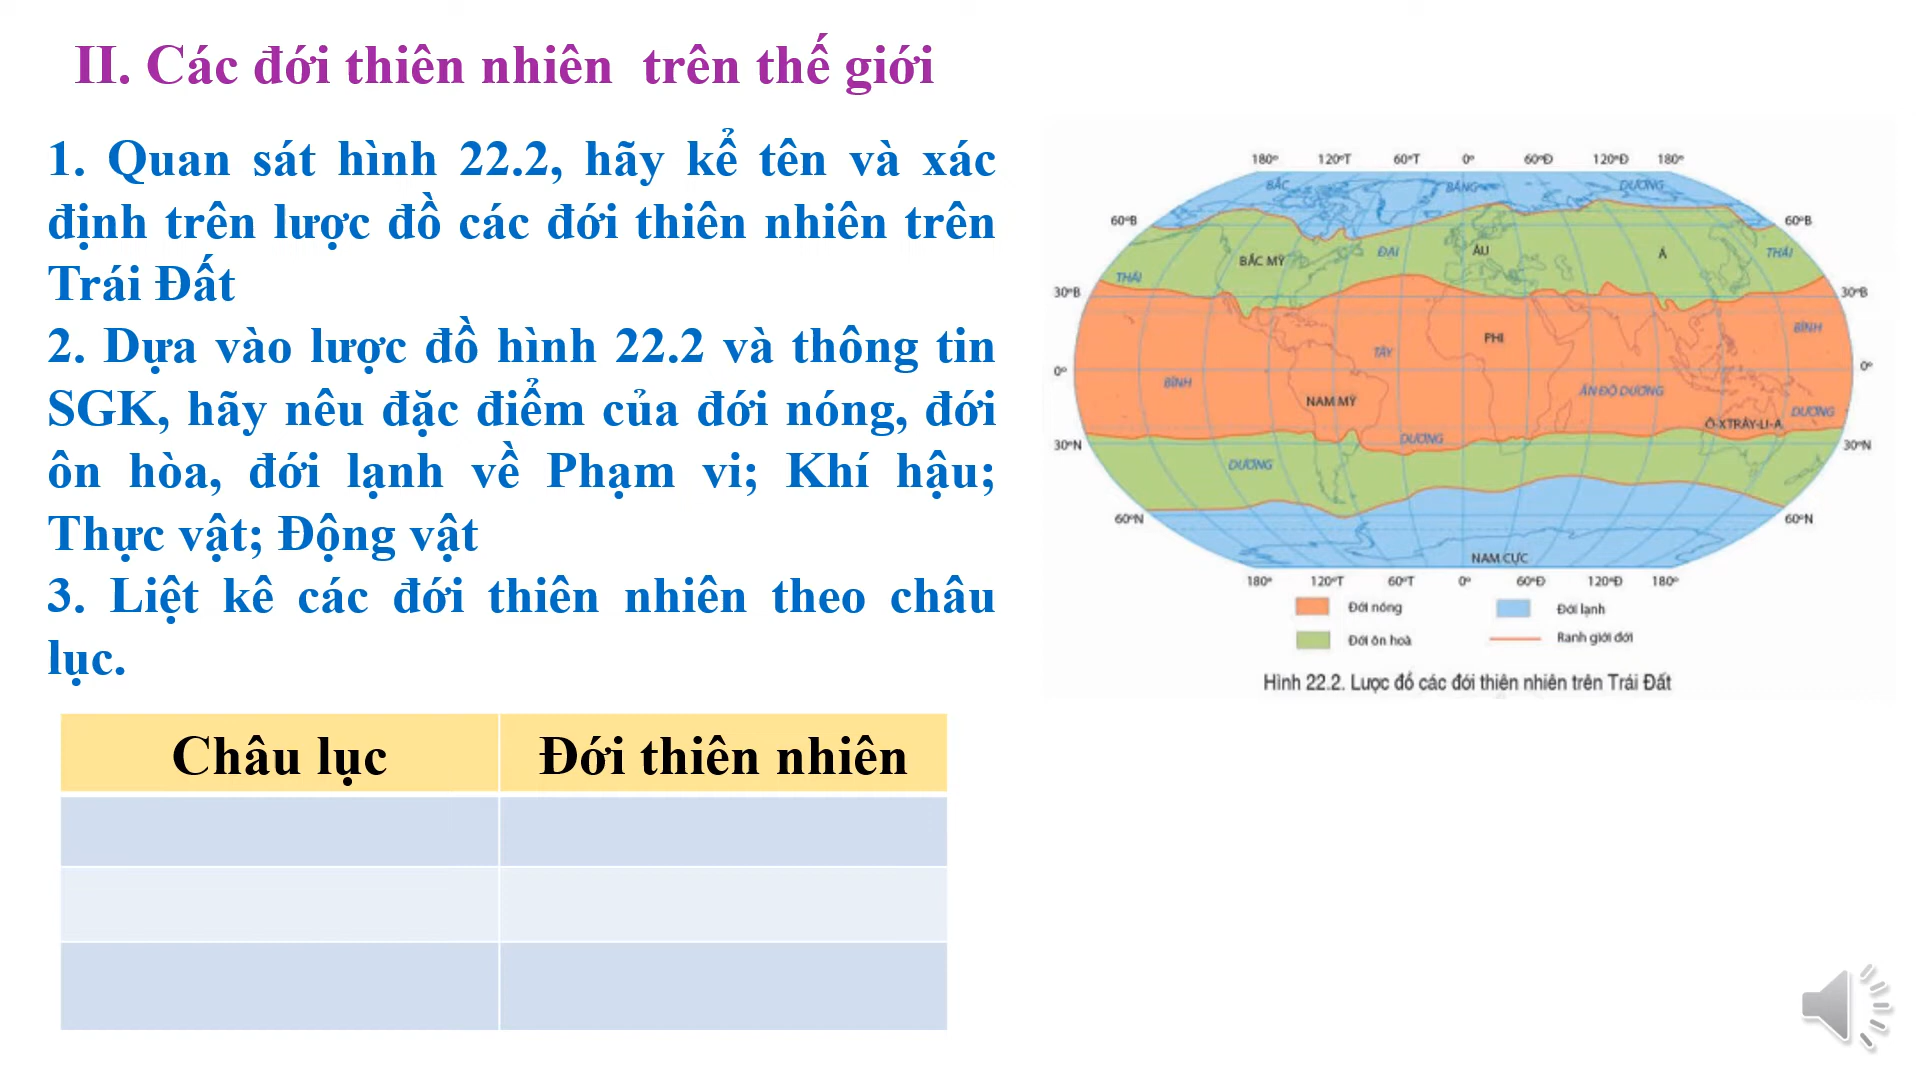 II. Các đới thiên nhiên trên thế giới
1. Quan sát hình 22.2, hãy kể tên và xác
định trên lược đồ các đới thiên nhiên trên
Trái Đất
2. Dựa vào lược đồ hình 22.2 và thông tin
SGK, hãy nêu đặc điểm của đới nóng, đới
ôn hòa, đới lạnh về Phạm vi; Khí hậu;
Thực vật; Động vật
3. Liệt kê các đới thiên nhiên theo châu
lục.
Châu lục Đới thiên nhiên
180° 120°T 60°T 0° 60°Đ 120°Đ 180°
BẮC BĂNG DƯƠNG
60°B 60°B
BẮC MỸ ĐẠI ÂU Á THÁI
THÁI
30°B 30°B
BÌNH
PHI
TÂY
0° 0°
BÌNH ẤN ĐỘ DƯƠNG
NAM MỸ DƯƠNG
Ô-XTRÂY-LI-A
DƯƠNG
30°N 30°N
DƯƠNG
60°N 60°N
NAM CỰC
180° 120°T 60°T 0° 60°Đ 120°Đ 180°
Đới nóng Đới lạnh
Đới ôn hoà Ranh giới đới
Hình 22.2. Lược đồ các đới thiên nhiên trên Trái Đất